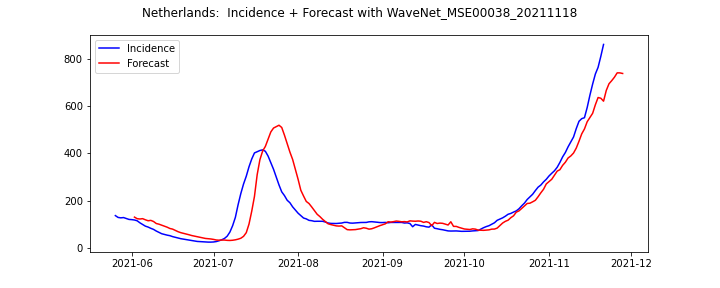 Netherlands:  Incidence + Forecast with WaveNet_MSE00038_20211118
Incidence
Forecast
800
600
400
200
0
2021-06 2021-07 2021-08 2021-09 2021-10 2021-11 2021-12